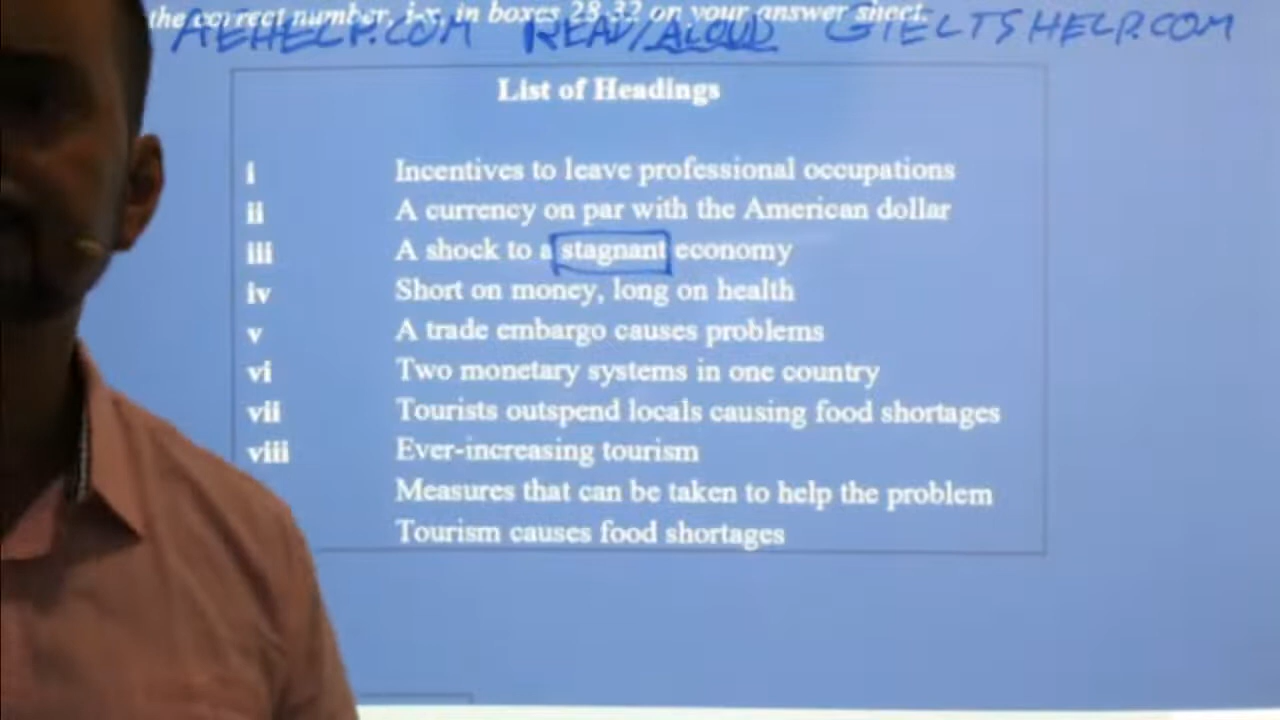 the correct number, i-x, in boxes 28-32 on your answer sheet.
AEHELP.COM READ/ALOUD GIELTSHELP.COM
List of Headings
i Incentives to leave professional occupations
ii A currency on par with the American dollar
iii A shock to a stagnant economy
iv Short on money, long on health
v A trade embargo causes problems
vi Two monetary systems in one country
vii Tourists outspend locals causing food shortages
viii Ever-increasing tourism
Measures that can be taken to help the problem
Tourism causes food shortages